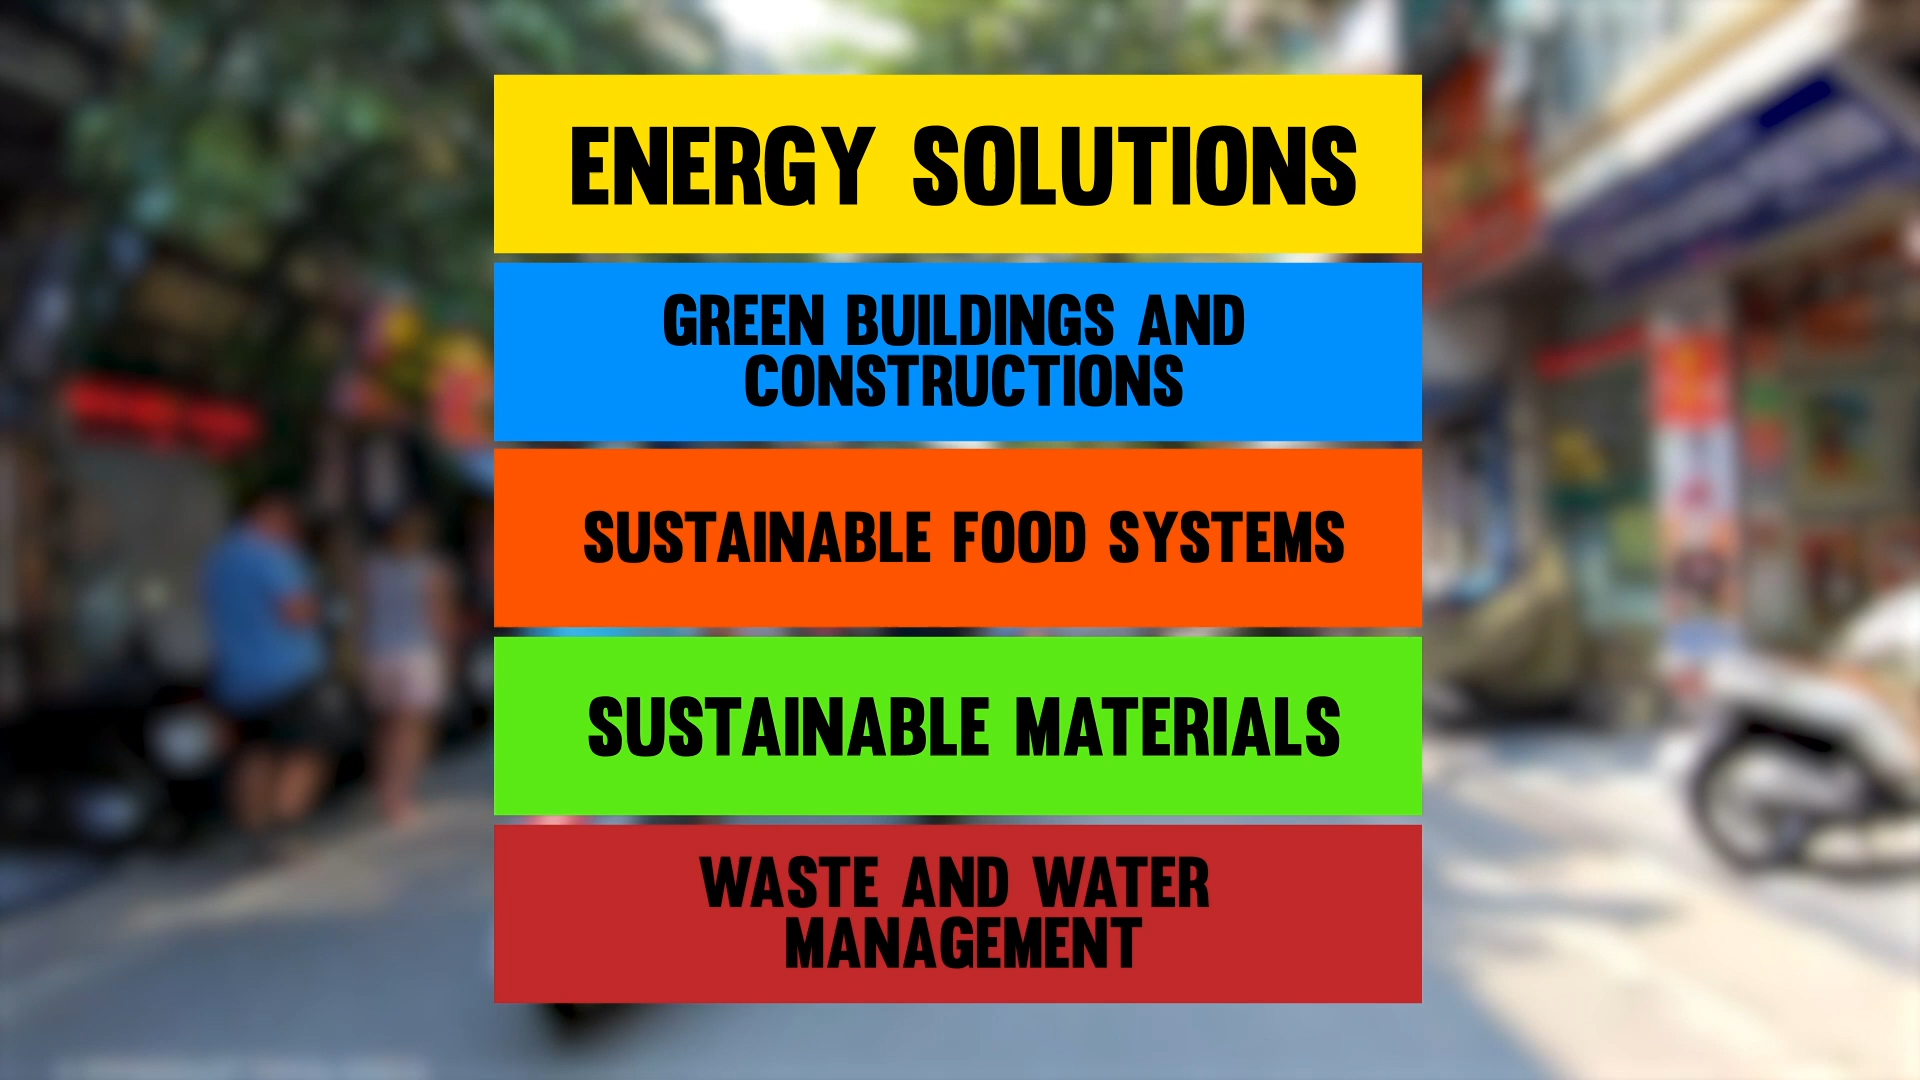 ENERGY SOLUTIONS
GREEN BUILDINGS AND
CONSTRUCTIONS
SUSTAINABLE FOOD SYSTEMS
SUSTAINABLE MATERIALS
WASTE AND WATER
MANAGEMENT